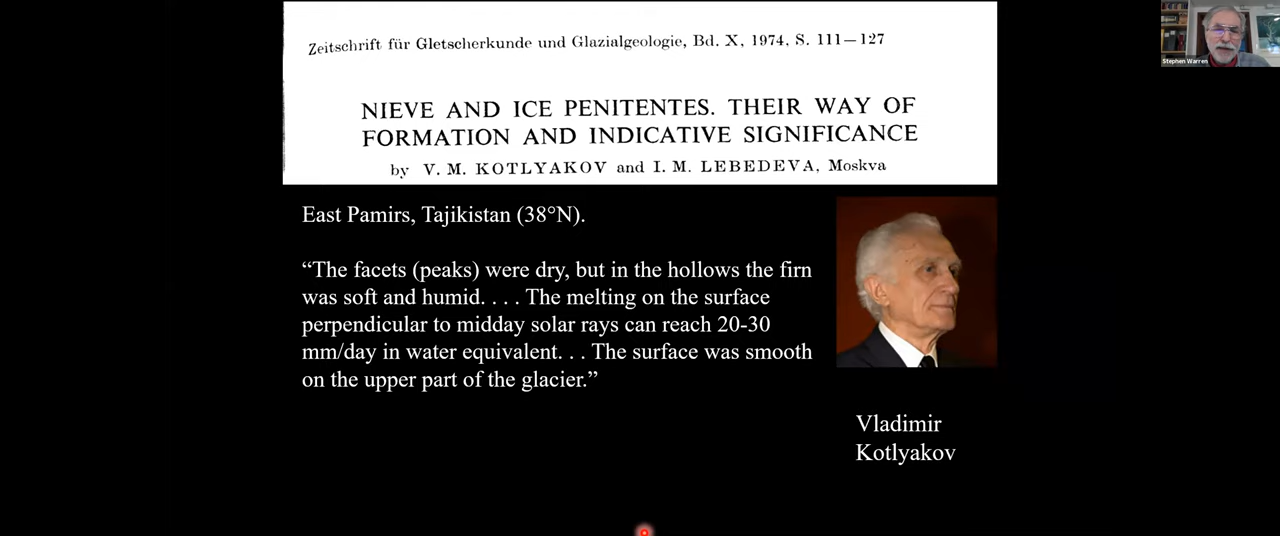 Zeitschrift für Gletscherkunde und Glazialgeologie, Bd. X, 1974, S. 111—127
NIEVE AND ICE PENITENTES. THEIR WAY OF
FORMATION AND INDICATIVE SIGNIFICANCE
by V. M. KOTLYAKOV and I. M. LEBEDEVA, Moskva
East Pamirs, Tajikistan (38°N).
“The facets (peaks) were dry, but in the hollows the firn
was soft and humid. . . . The melting on the surface
perpendicular to midday solar rays can reach 20-30
mm/day in water equivalent. . . The surface was smooth
on the upper part of the glacier.”
Vladimir
Kotlyakov
Stephen Warren